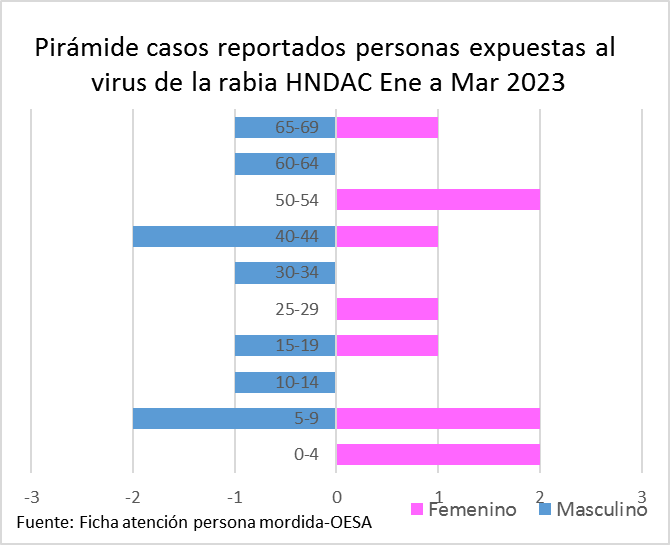 Pirámide casos reportados personas expuestas al
virus de la rabia HNDAC Ene a Mar 2023
65-69
60-64
50-54
40-44
30-34
25-29
15-19
10-14
5-9
0-4
-3 -2 -1 0 1 2 3
Femenino Masculino
Fuente: Ficha atención persona mordida-OESA